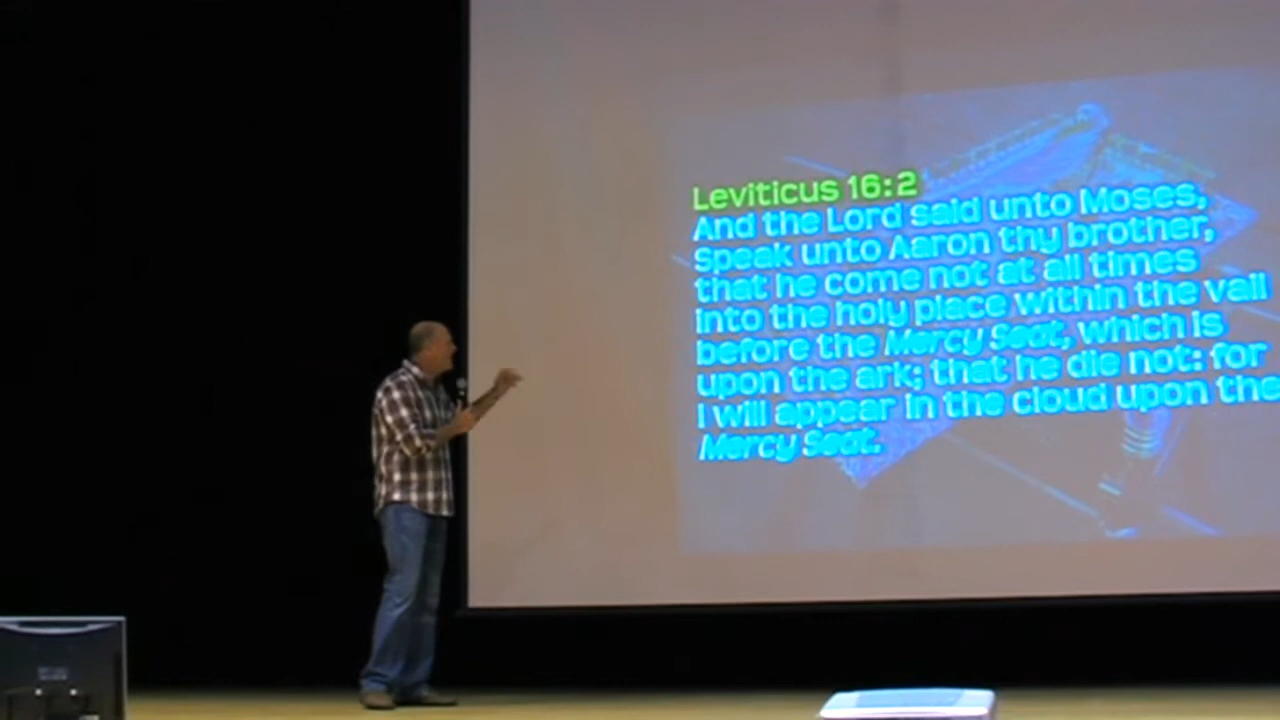 Leviticus 16:2
And the Lord said unto Moses,
Speak unto Aaron thy brother,
that he come not at all times
into the holy place within the vail
before the Mercy Seat, which is
upon the ark; that he die not: for
I will appear in the cloud upon the
Mercy Seat.